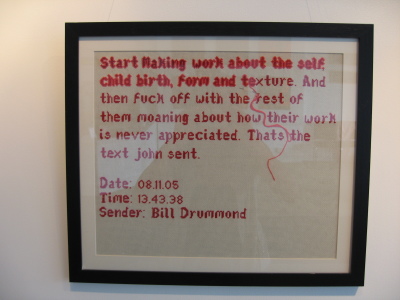 Start Making work about the self,
child birth, form and texture. And
then fuck off with the rest of
them moaning about how their work
is never appreciated. Thats the
text john sent.
Date: 08.11.05
Time: 13.43.38
Sender: Bill Drummond